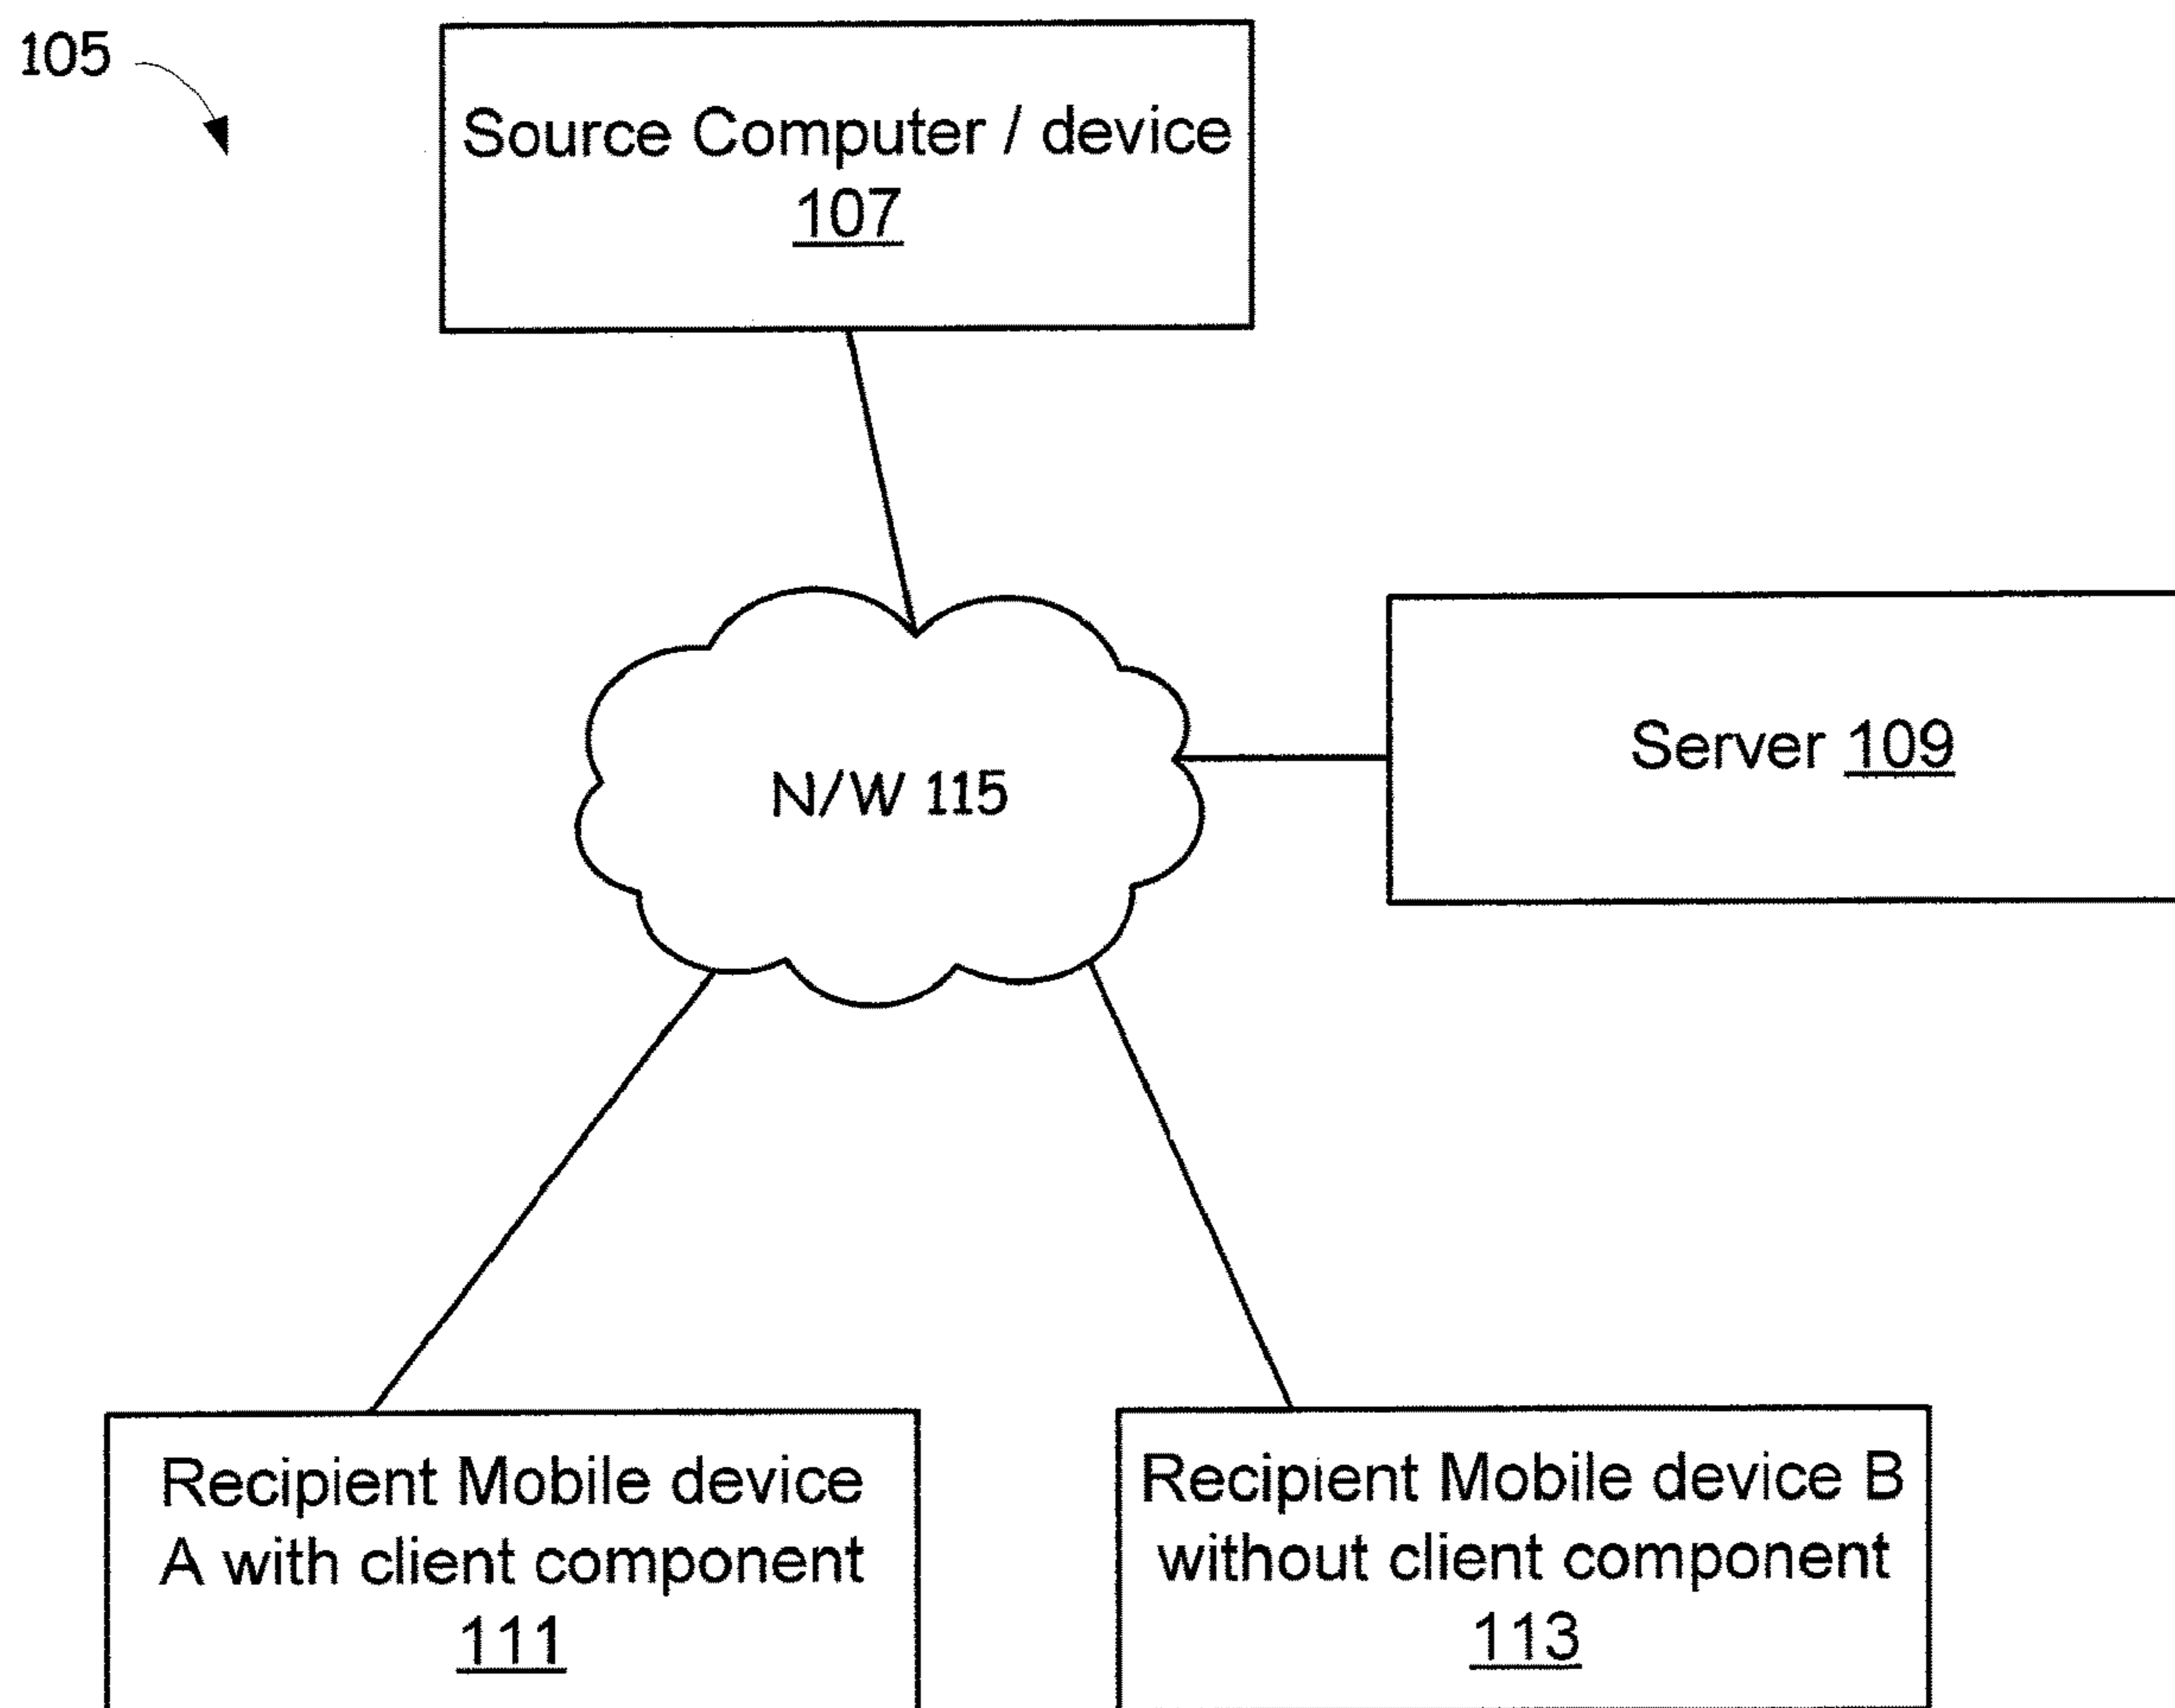 105
Source Computer / device
107
N/W 115
Server 109
Recipient Mobile device
A with client component
111
Recipient Mobile device B
without client component
113